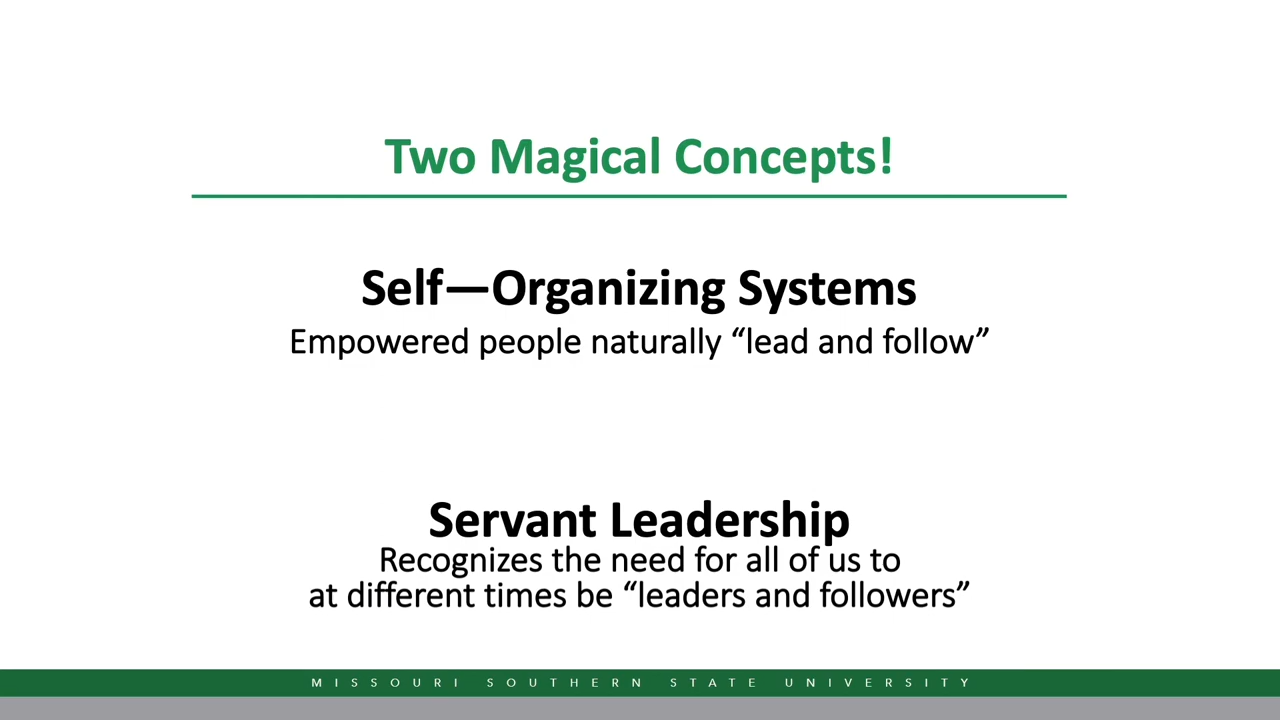 Two Magical Concepts!
Self—Organizing Systems
Empowered people naturally “lead and follow”
Servant Leadership
Recognizes the need for all of us to
at different times be “leaders and followers”
MISSOURI SOUTHERN STATE UNIVERSITY